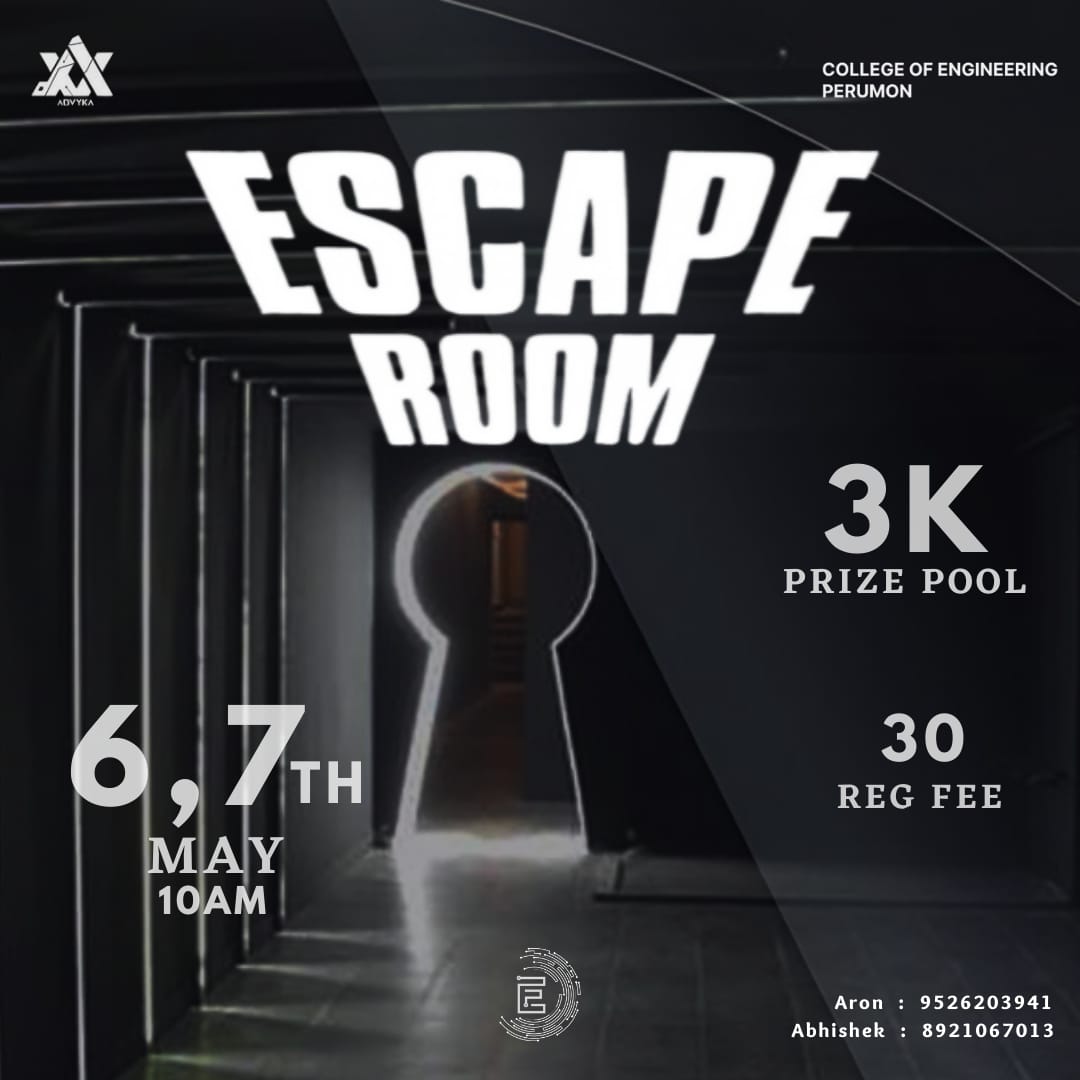 ADVYKA
COLLEGE OF ENGINEERING
PERUMON
ESCAPE
ROOM
3K
PRIZE POOL
6,7TH
MAY
10AM
30
REG FEE
Aron : 9526203941
Abhishek : 8921067013